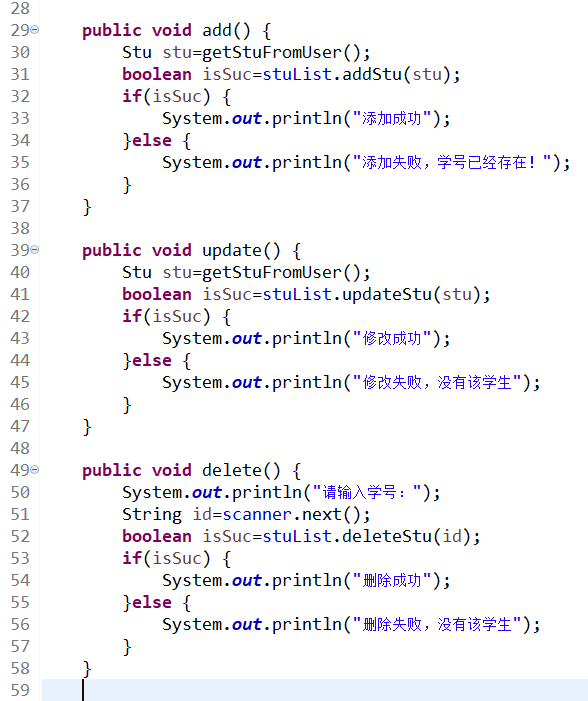 28
29 public void add() {
30 Stu stu=getStuFromUser();
31 boolean isSuc=stuList.addStu(stu);
32 if(isSuc) {
33 System.out.println("添加成功");
34 }else {
35 System.out.println("添加失败，学号已经存在！");
36 }
37 }
38
39 public void update() {
40 Stu stu=getStuFromUser();
41 boolean isSuc=stuList.updateStu(stu);
42 if(isSuc) {
43 System.out.println("修改成功");
44 }else {
45 System.out.println("修改失败，没有该学生");
46 }
47 }
48
49 public void delete() {
50 System.out.println("请输入学号：");
51 String id=scanner.next();
52 boolean isSuc=stuList.deleteStu(id);
53 if(isSuc) {
54 System.out.println("删除成功");
55 }else {
56 System.out.println("删除失败，没有该学生");
57 }
58 }
59